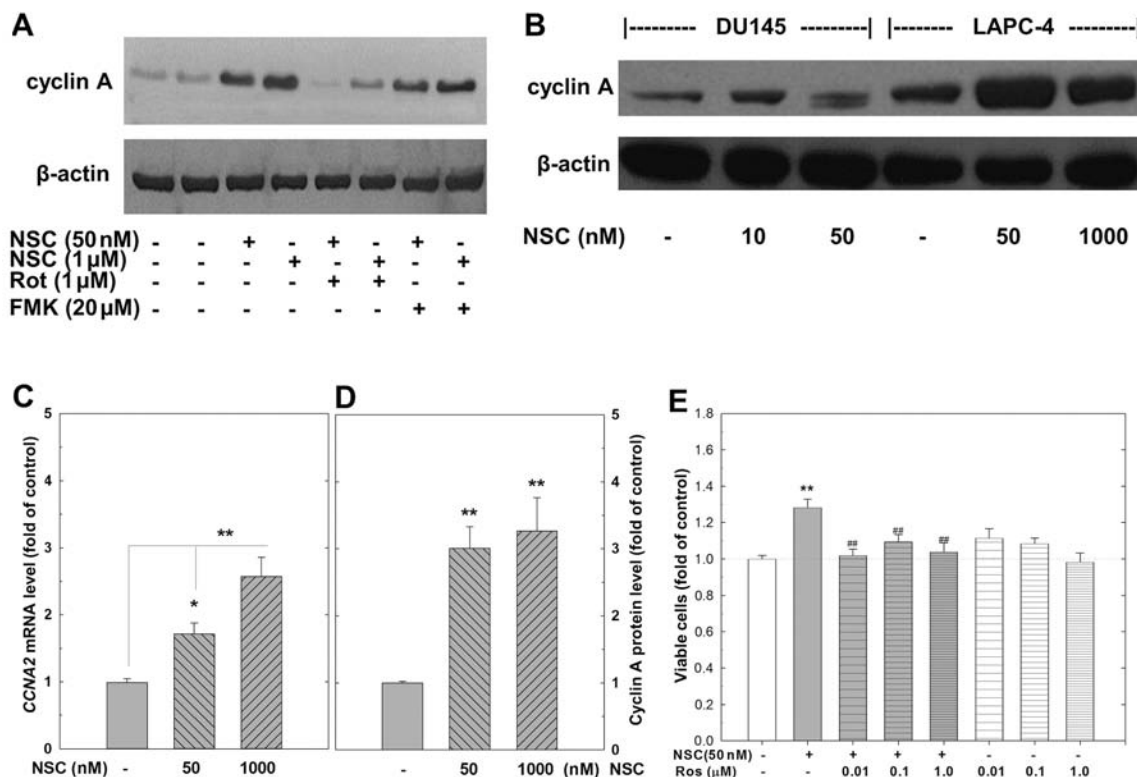 A
cyclin A
β-actin
NSC (50 nM) - - + - + - + -
NSC (1 µM) - - - + - + - +
Rot (1 µM) - - - - + + - -
FMK (20 µM) - - - - - - + +
B
|--------- DU145 ---------| |--------- LAPC-4 ---------|
cyclin A
β-actin
NSC (nM) - 10 50 - 50 1000
C
CCNA2 mRNA level (fold of control)
5
4
3
2
1
0
**
*
- 50 1000
NSC (nM)
D
5
4
3
2
1
0
** **
- 50 1000 (nM) NSC
Cyclin A protein level (fold of control)
E
Viable cells (fold of control)
1.8
1.6
1.4
1.2
1.0
0.8
0.6
0.4
0.2
0.0
**
## ## ##
NSC(50 nM) - + + + + - - -
Ros (µM) - - 0.01 0.1 1.0 0.01 0.1 1.0